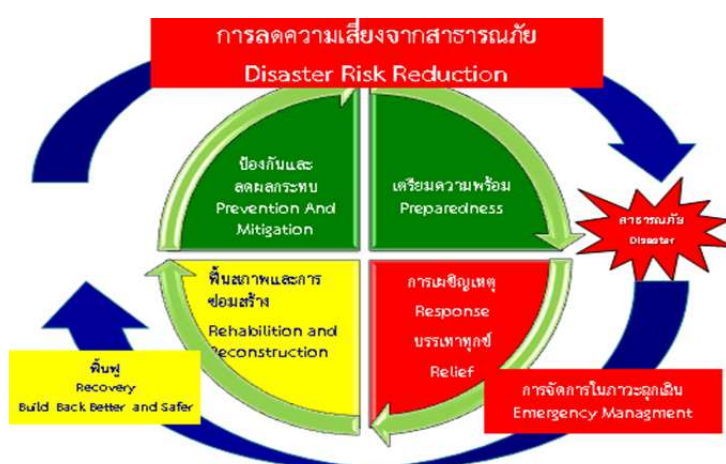 การลดความเสี่ยงจากสาธารณภัย
Disaster Risk Reduction
ป้องกันและ
ลดผลกระทบ
Prevention And
Mitigation
เตรียมความพร้อม
Preparedness
สาธารณภัย
Disaster
ฟื้นสภาพและการ
ซ่อมสร้าง
Rehabilition and
Reconstruction
การเผชิญเหตุ
Response
บรรเทาทุกข์
Relief
ฟื้นฟู
Recovery
Build Back Better and Safer
การจัดการในภาวะฉุกเฉิน
Emergency Managment